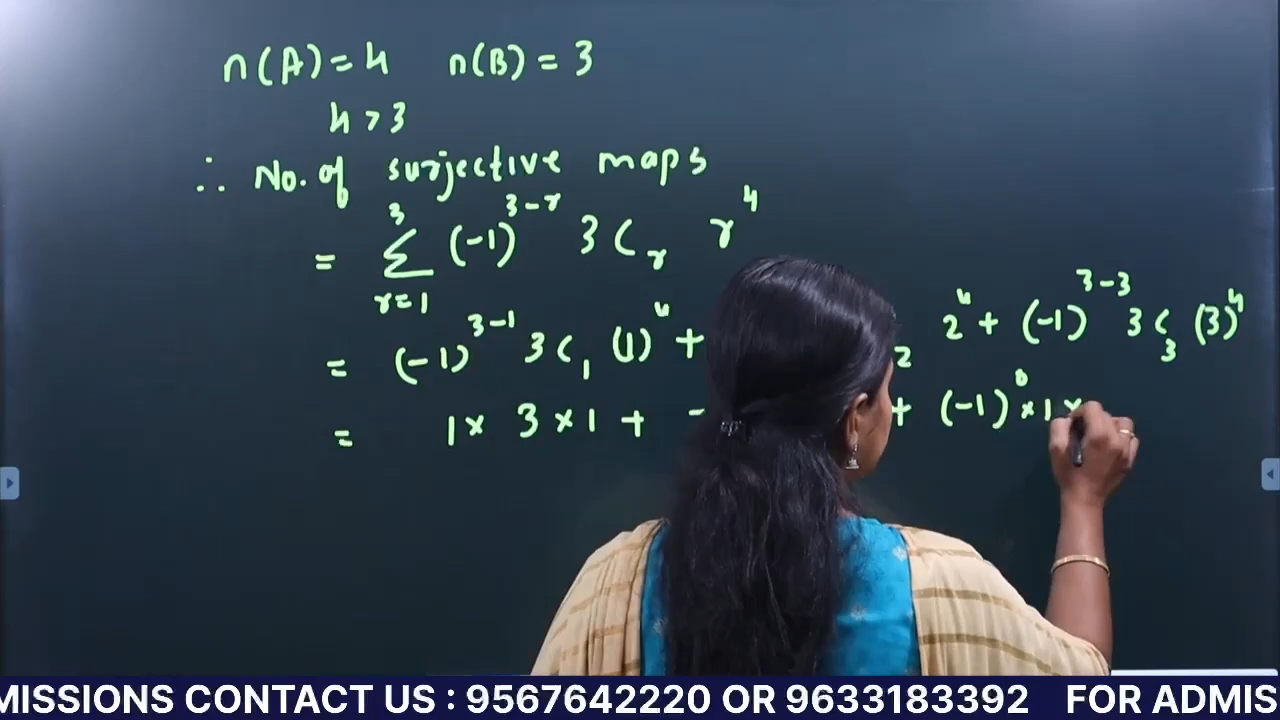 n(A) = 4 n(B) = 3
4 > 3
∴ No. of surjective maps
= 3 Σ r=1 (-1)^3-r 3C_r r^4
= (-1)^3-1 3C_1 (1)^4 + 2 2^4 + (-1)^3-3 3C_3 (3)^4
= 1 × 3 × 1 + - + (-1)^0 × 1 ×
MISSIONS CONTACT US : 9567642220 OR 9633183392 FOR ADMIS